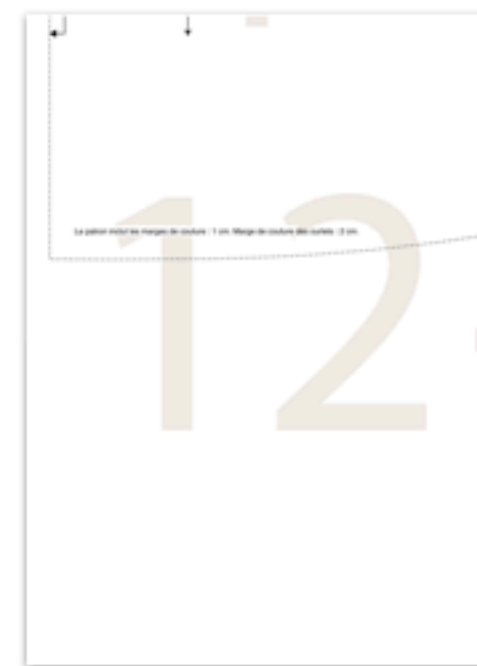 Le patron inclut les marges de couture : 1 cm. Marge de couture des ourlets : 2 cm.
12